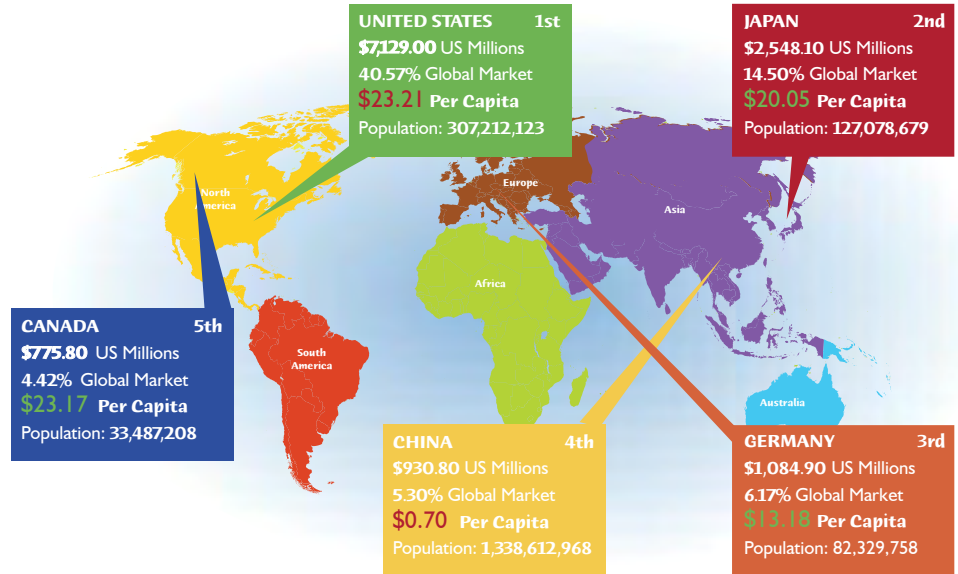 UNITED STATES 1st
$7,129.00 US Millions
40.57% Global Market
$23.21 Per Capita
Population: 307,212,123
JAPAN 2nd
$2,548.10 US Millions
14.50% Global Market
$20.05 Per Capita
Population: 127,078,679
North
America
Europe
Asia
Africa
South
America
Australia
CANADA 5th
$775.80 US Millions
4.42% Global Market
$23.17 Per Capita
Population: 33,487,208
CHINA 4th
$930.80 US Millions
5.30% Global Market
$0.70 Per Capita
Population: 1,338,612,968
GERMANY 3rd
$1,084.90 US Millions
6.17% Global Market
$13.18 Per Capita
Population: 82,329,758